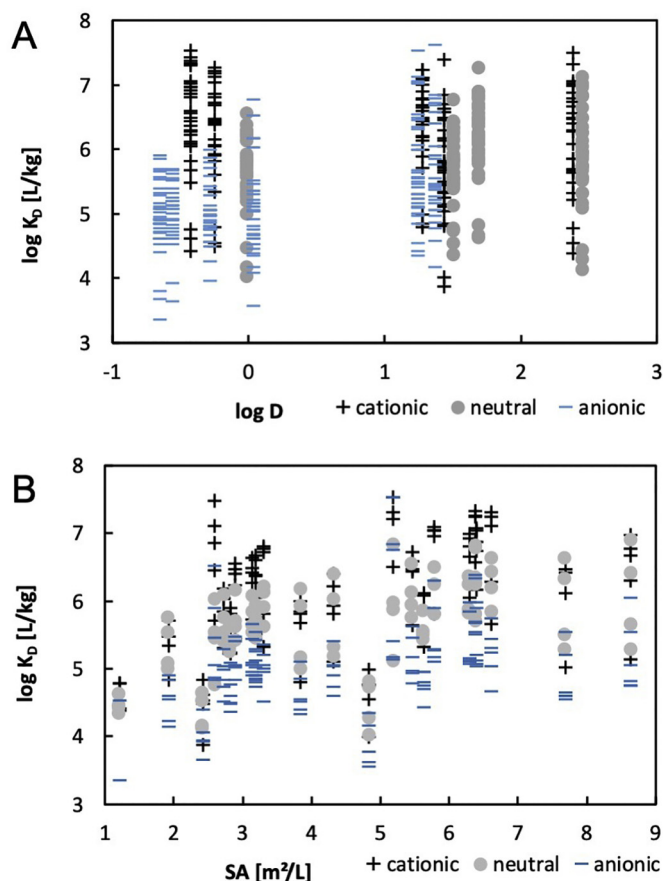 A
8
7
6
5
4
3
log K_D [L/kg]
-1 0 1 2 3
log D + cationic ● neutral − anionic
B
8
7
6
5
4
3
log K_D [L/kg]
1 2 3 4 5 6 7 8 9
SA [m²/L] + cationic ● neutral − anionic